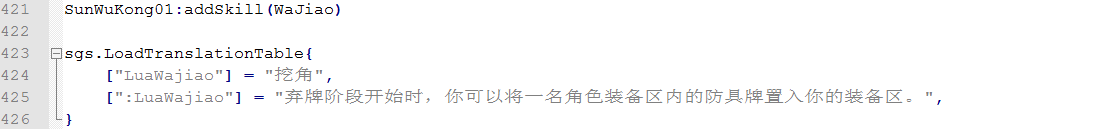 421 SunWuKong01:addSkill(WaJiao)
422
423 sgs.LoadTranslationTable{
424 ["LuaWajiao"] = "挖角",
425 [":LuaWajiao"] = "弃牌阶段开始时，你可以将一名角色装备区内的防具牌置入你的装备区。",
426 }